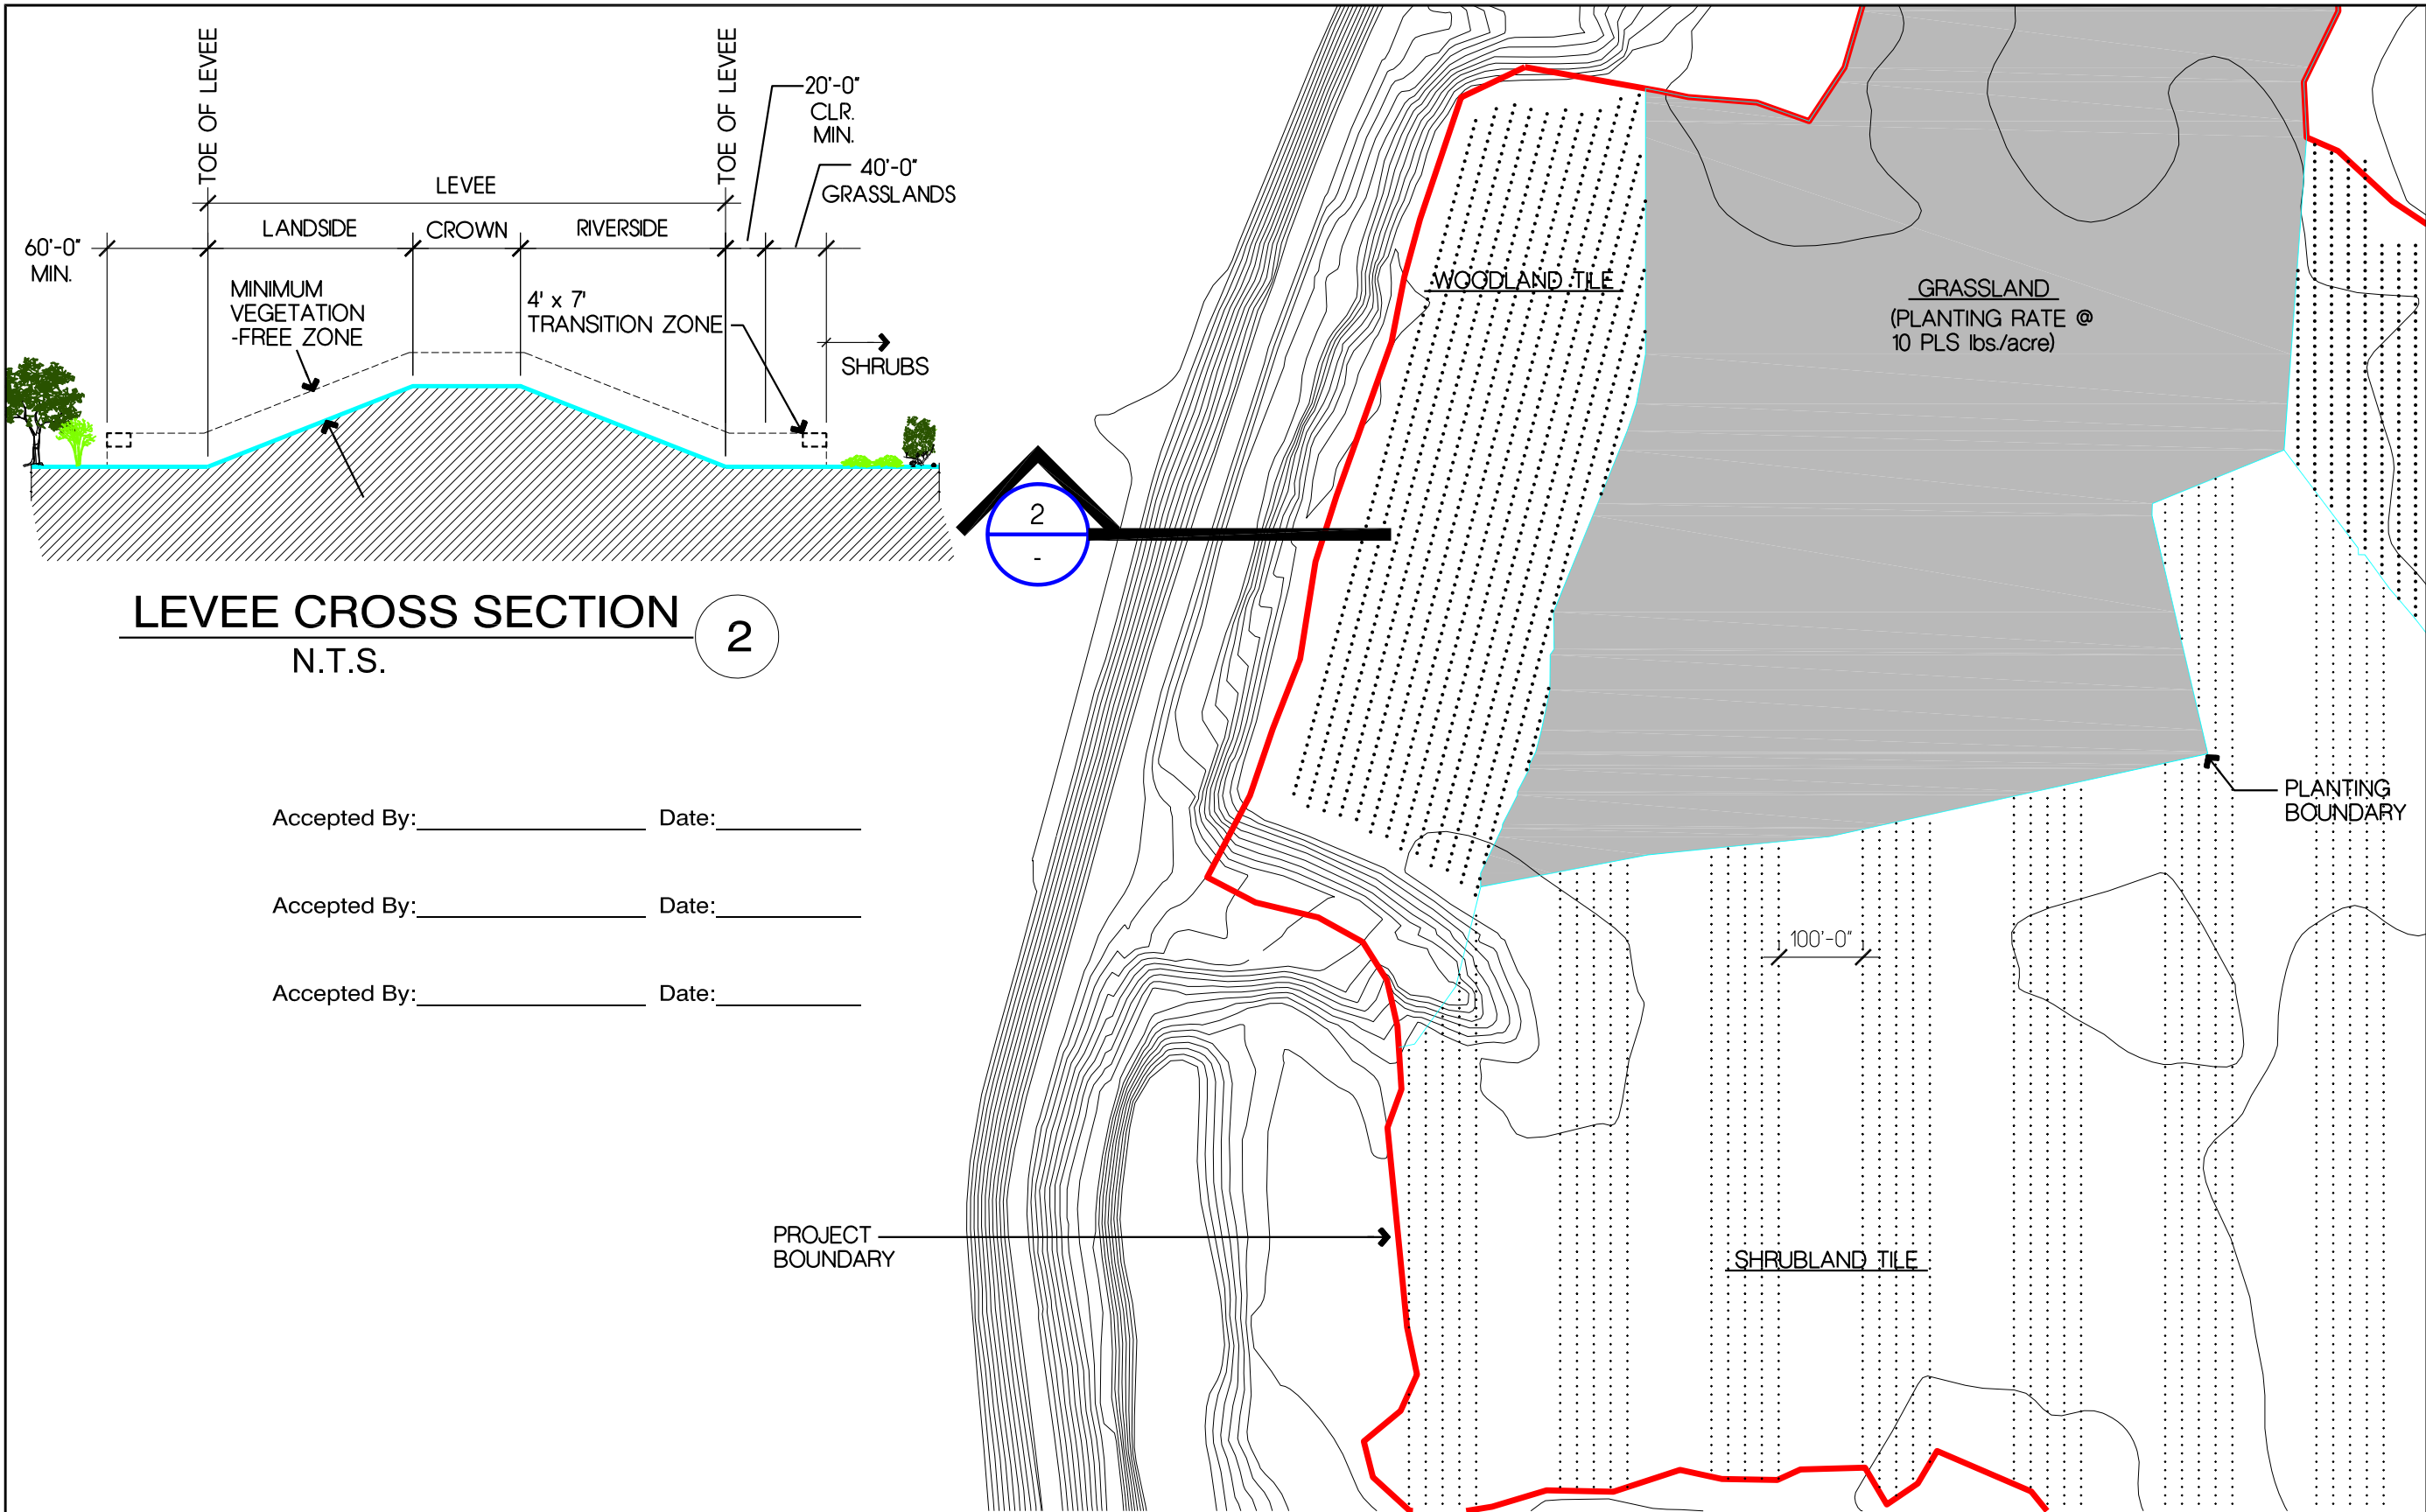 TOE OF LEVEE
TOE OF LEVEE
20'-0"
CLR.
MIN.
40'-0"
GRASSLANDS
LEVEE
LANDSIDE
CROWN
RIVERSIDE
60'-0"
MIN.
MINIMUM
VEGETATION
-FREE ZONE
4' x 7'
TRANSITION ZONE
SHRUBS
LEVEE CROSS SECTION
2
N.T.S.
Accepted By: Date:
Accepted By: Date:
Accepted By: Date:
2
-
WOODLAND TILE
GRASSLAND
(PLANTING RATE @
10 PLS lbs./acre)
PLANTING
BOUNDARY
100'-0"
PROJECT
BOUNDARY
SHRUBLAND TILE